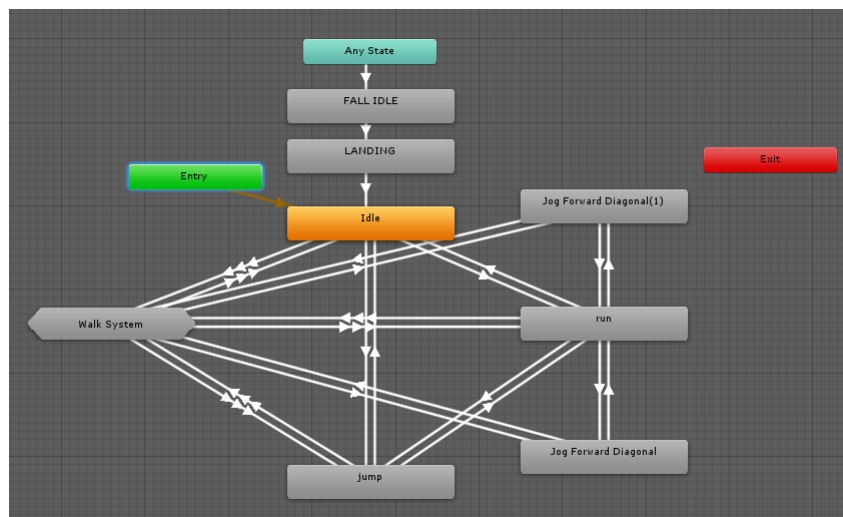 Any State
FALL IDLE
LANDING
Exit
Entry
Jog Forward Diagonal(1)
Idle
Walk System
run
Jog Forward Diagonal
jump